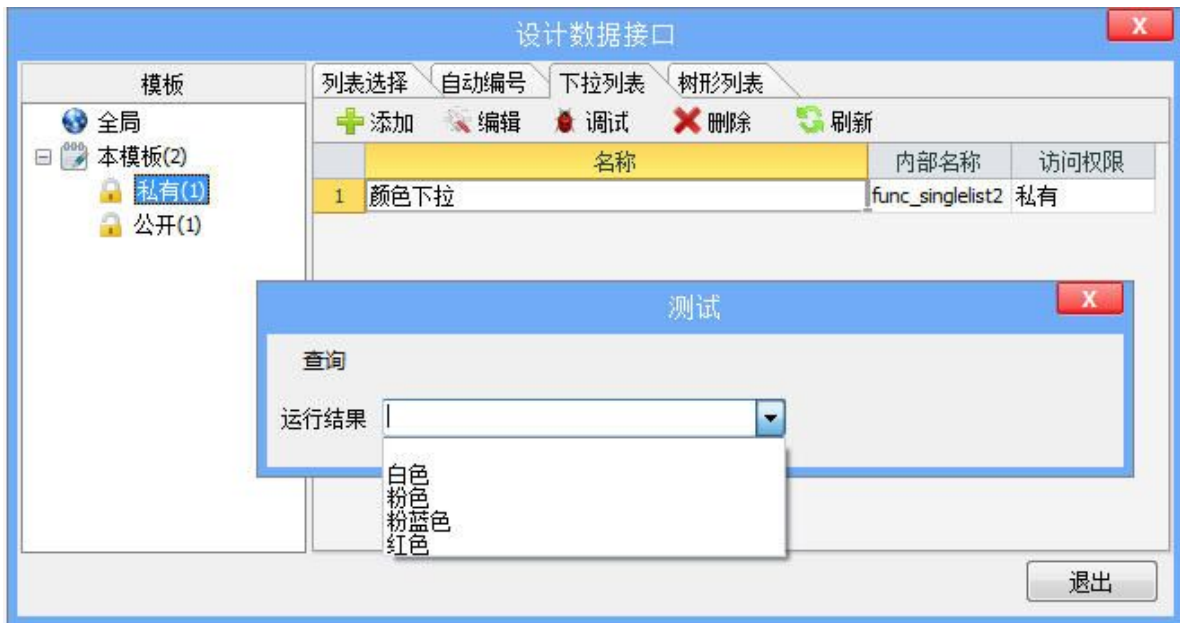 设计数据接口
X
模板
全局
本模板(2)
私有(1)
公开(1)
列表选择 自动编号 下拉列表 树形列表
添加 编辑 调试 删除 刷新
名称 内部名称 访问权限
1 颜色下拉 func_singlelist2 私有
测试
X
查询
运行结果
白色
粉色
粉蓝色
红色
退出